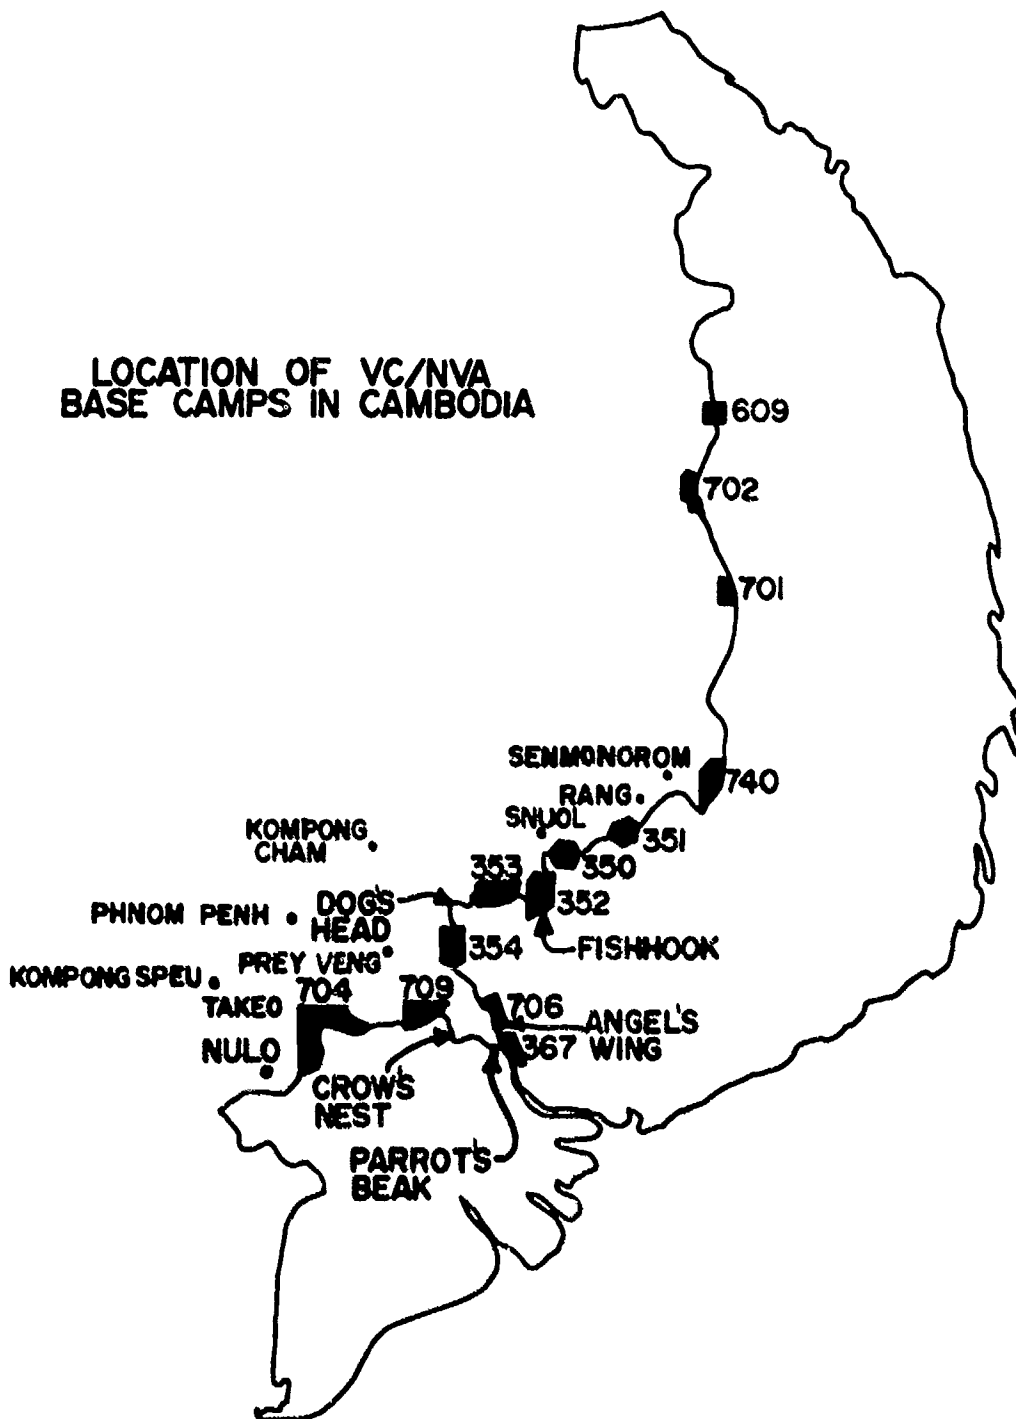 LOCATION OF VC/NVA
BASE CAMPS IN CAMBODIA
609
702
701
SENMONOROM
740
RANG
SNUOL
351
KOMPONG
CHAM
350
353
DOG'S
HEAD
352
PHNOM PENH
FISHHOOK
354
PREY VENG
KOMPONG SPEU
704
709
TAKEO
706
ANGEL'S
WING
NULO
367
CROW'S
NEST
PARROT'S
BEAK